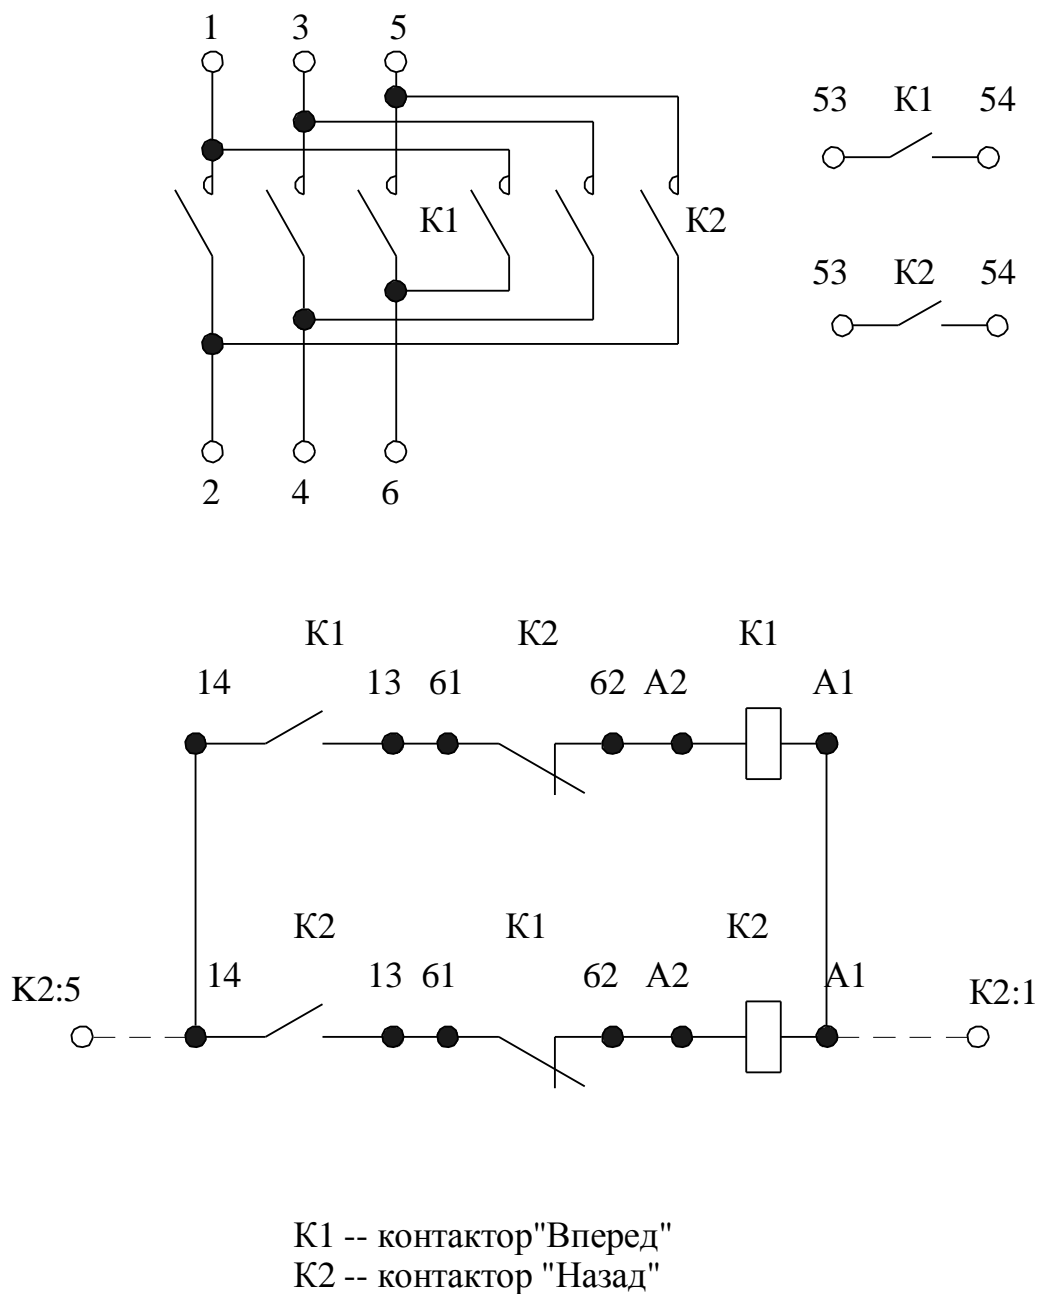 1 3 5
53 К1 54
К1 К2
53 К2 54
2 4 6
К1 К2 К1
14 13 61 62 А2 А1
К2 К1 К2
14 13 61 62 А2 А1
К2:5 К2:1
К1 -- контактор"Вперед"
К2 -- контактор "Назад"